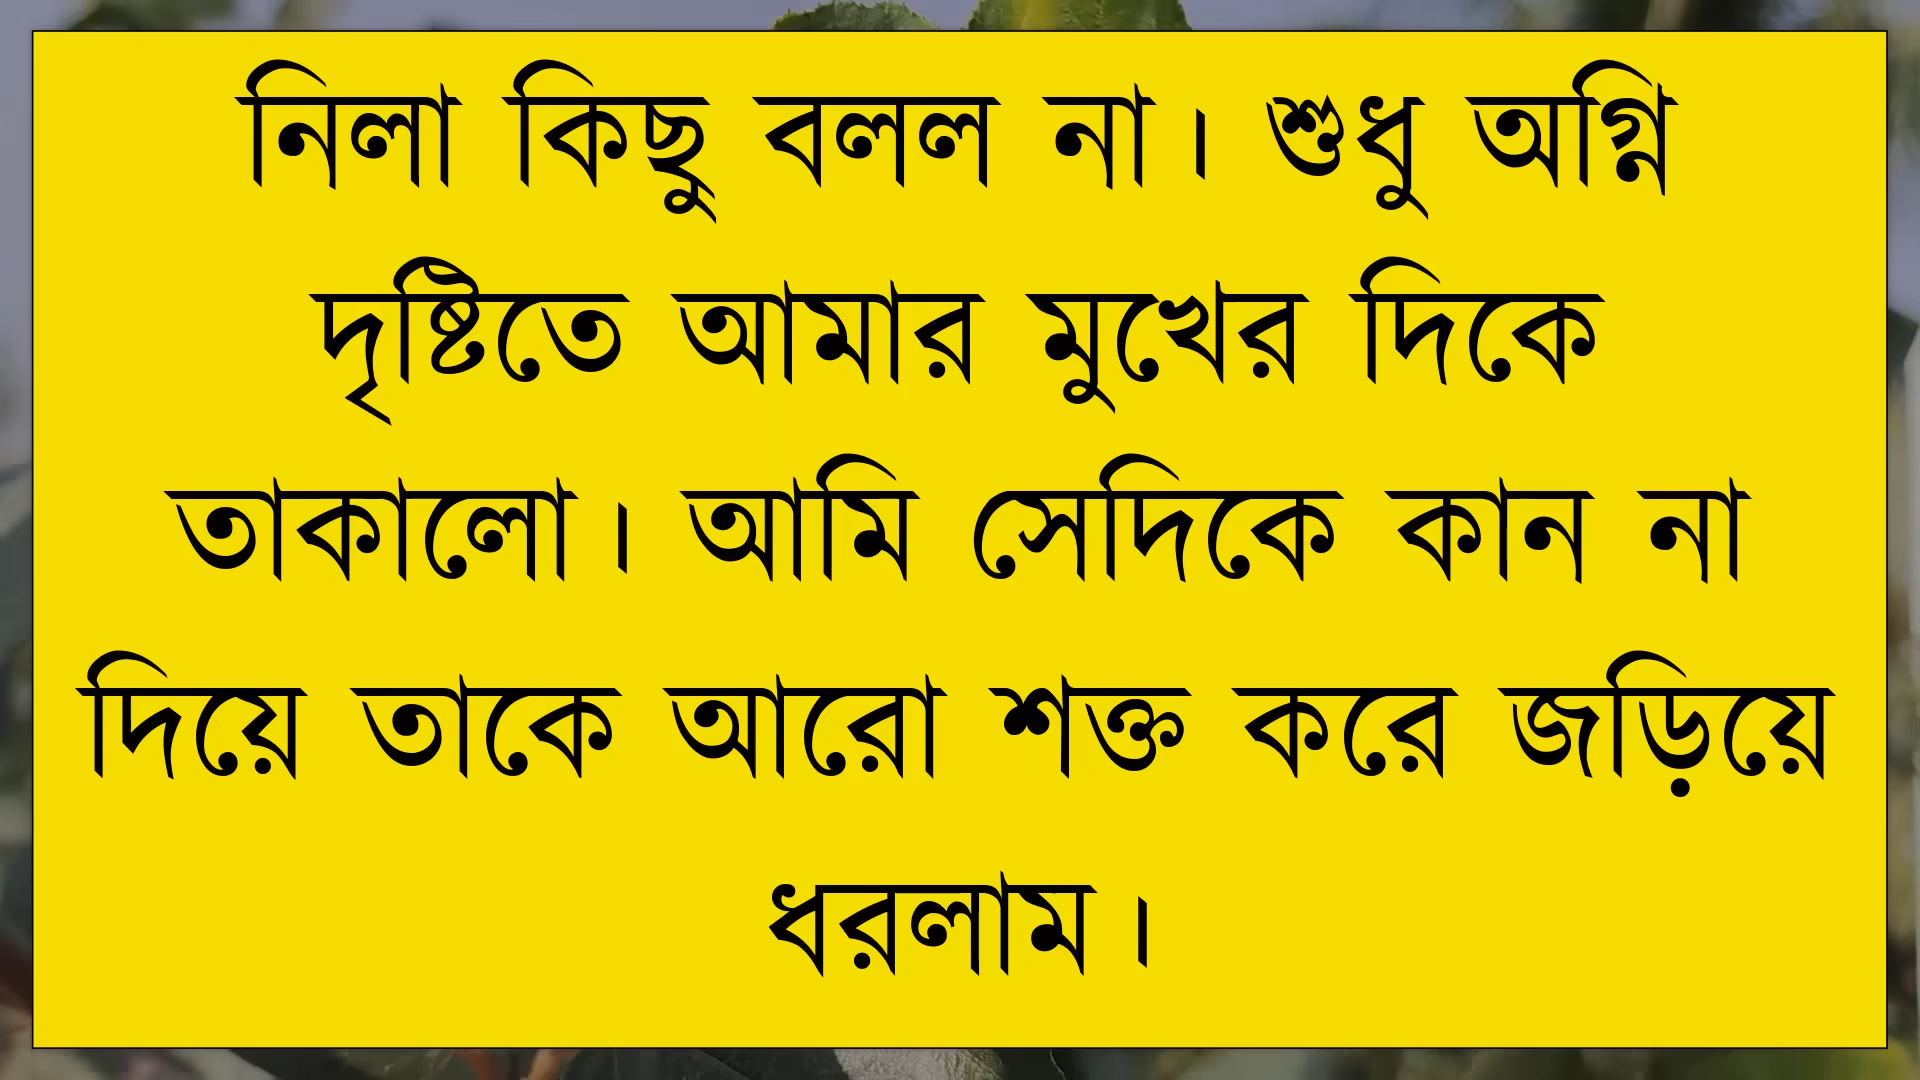 নিলা কিছু বলল না। শুধু অগ্নি
দৃষ্টিতে আমার মুখের দিকে
তাকালো। আমি সেদিকে কান না
দিয়ে তাকে আরো শক্ত করে জড়িয়ে
ধরলাম।